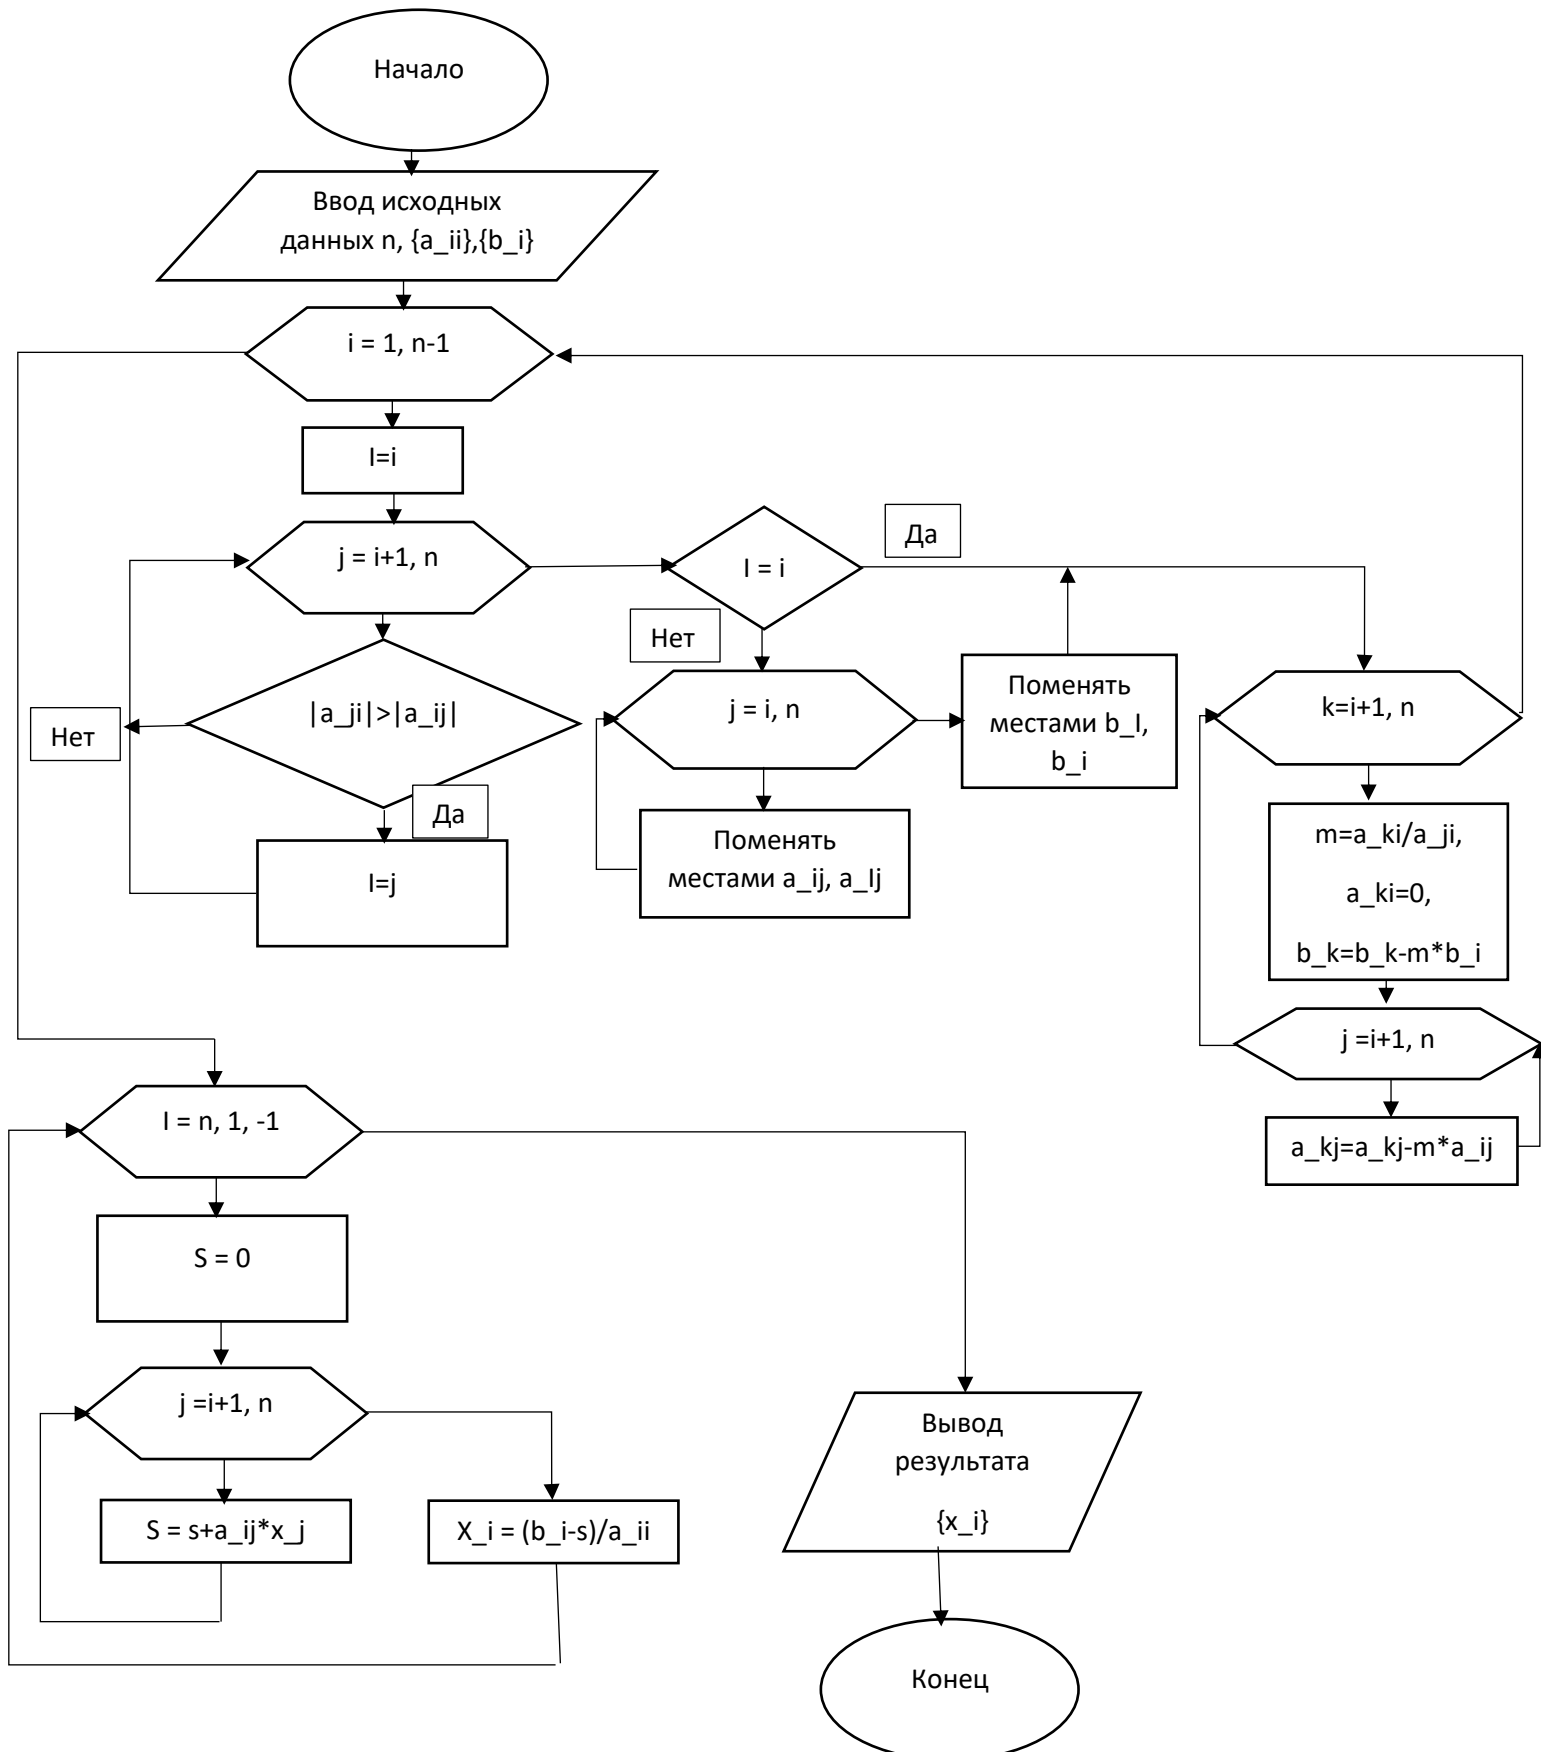 Начало
Ввод исходных
данных n, {a_ii},{b_i}
i = 1, n-1
I=i
j = i+1, n
I = i
Да
Нет
|a_ji|>|a_ij|
Нет
Да
I=j
j = i, n
Поменять
местами a_ij, a_Ij
Поменять
местами b_I,
b_i
k=i+1, n
m=a_ki/a_ji,
a_ki=0,
b_k=b_k-m*b_i
j =i+1, n
a_kj=a_kj-m*a_ij
I = n, 1, -1
S = 0
j =i+1, n
S = s+a_ij*x_j
X_i = (b_i-s)/a_ii
Вывод
результата
{x_i}
Конец